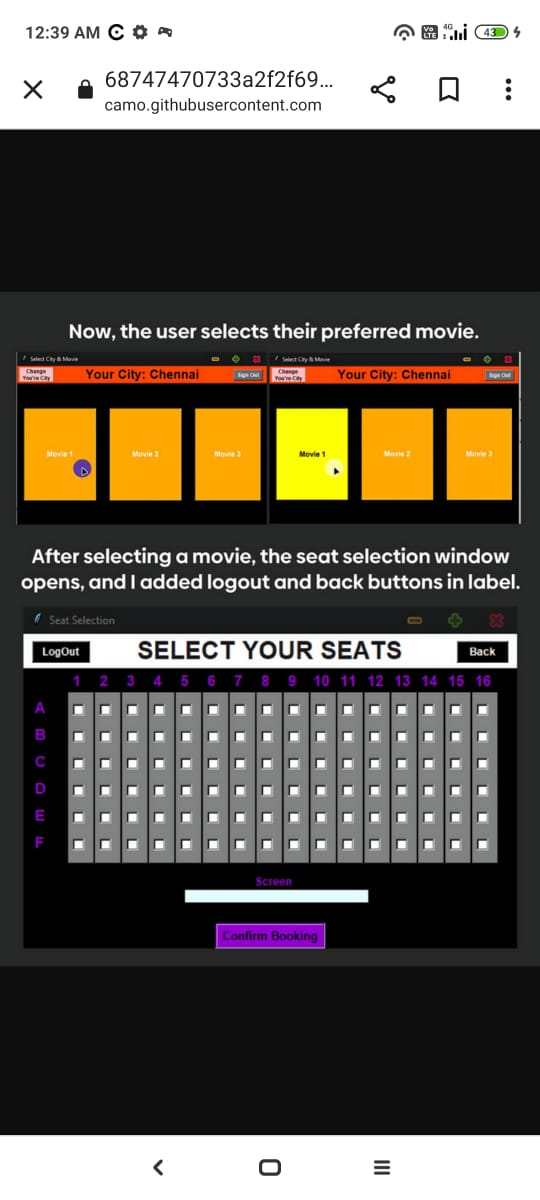 12:39 AM
Vo LTE 4G 43
68747470733a2f2f69...
camo.githubusercontent.com
Now, the user selects their preferred movie.
Select City & Movie
Select City & Movie
Change You're City
Your City: Chennai
Sign Out
Change You're City
Your City: Chennai
Sign Out
Movie 1
Movie 2
Movie 3
Movie 1
Movie 2
Movie 3
After selecting a movie, the seat selection window
opens, and I added logout and back buttons in label.
Seat Selection
LogOut
SELECT YOUR SEATS
Back
1 2 3 4 5 6 7 8 9 10 11 12 13 14 15 16
A
B
C
D
E
F
Screen
Confirm Booking